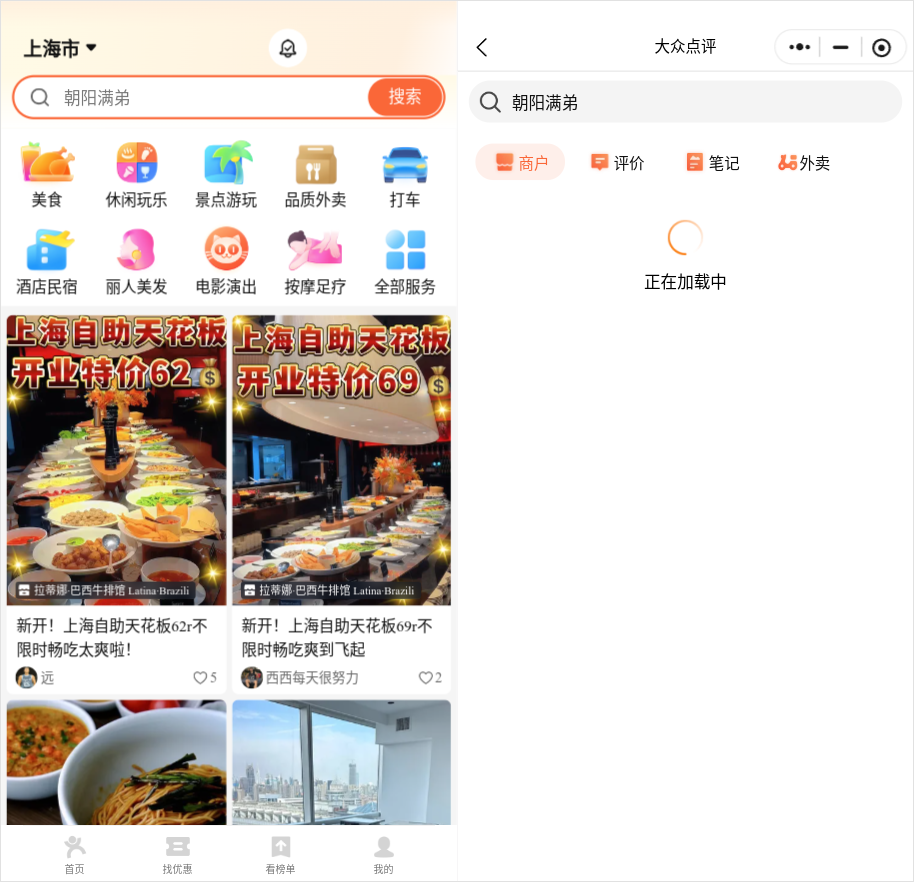 上海市
朝阳满弟
搜索
美食
休闲玩乐
景点游玩
品质外卖
打车
酒店民宿
丽人美发
电影演出
按摩足疗
全部服务
上海自助天花板
开业特价62
拉蒂娜·巴西牛排馆 Latina·Brazili
新开！上海自助天花板62r不
限时畅吃太爽啦！
远
5
上海自助天花板
开业特价69
拉蒂娜·巴西牛排馆 Latina·Brazili
新开！上海自助天花板69r不
限时畅吃爽到飞起
西西每天很努力
2
首页
找优惠
看榜单
我的
大众点评
朝阳满弟
商户
评价
笔记
外卖
正在加载中